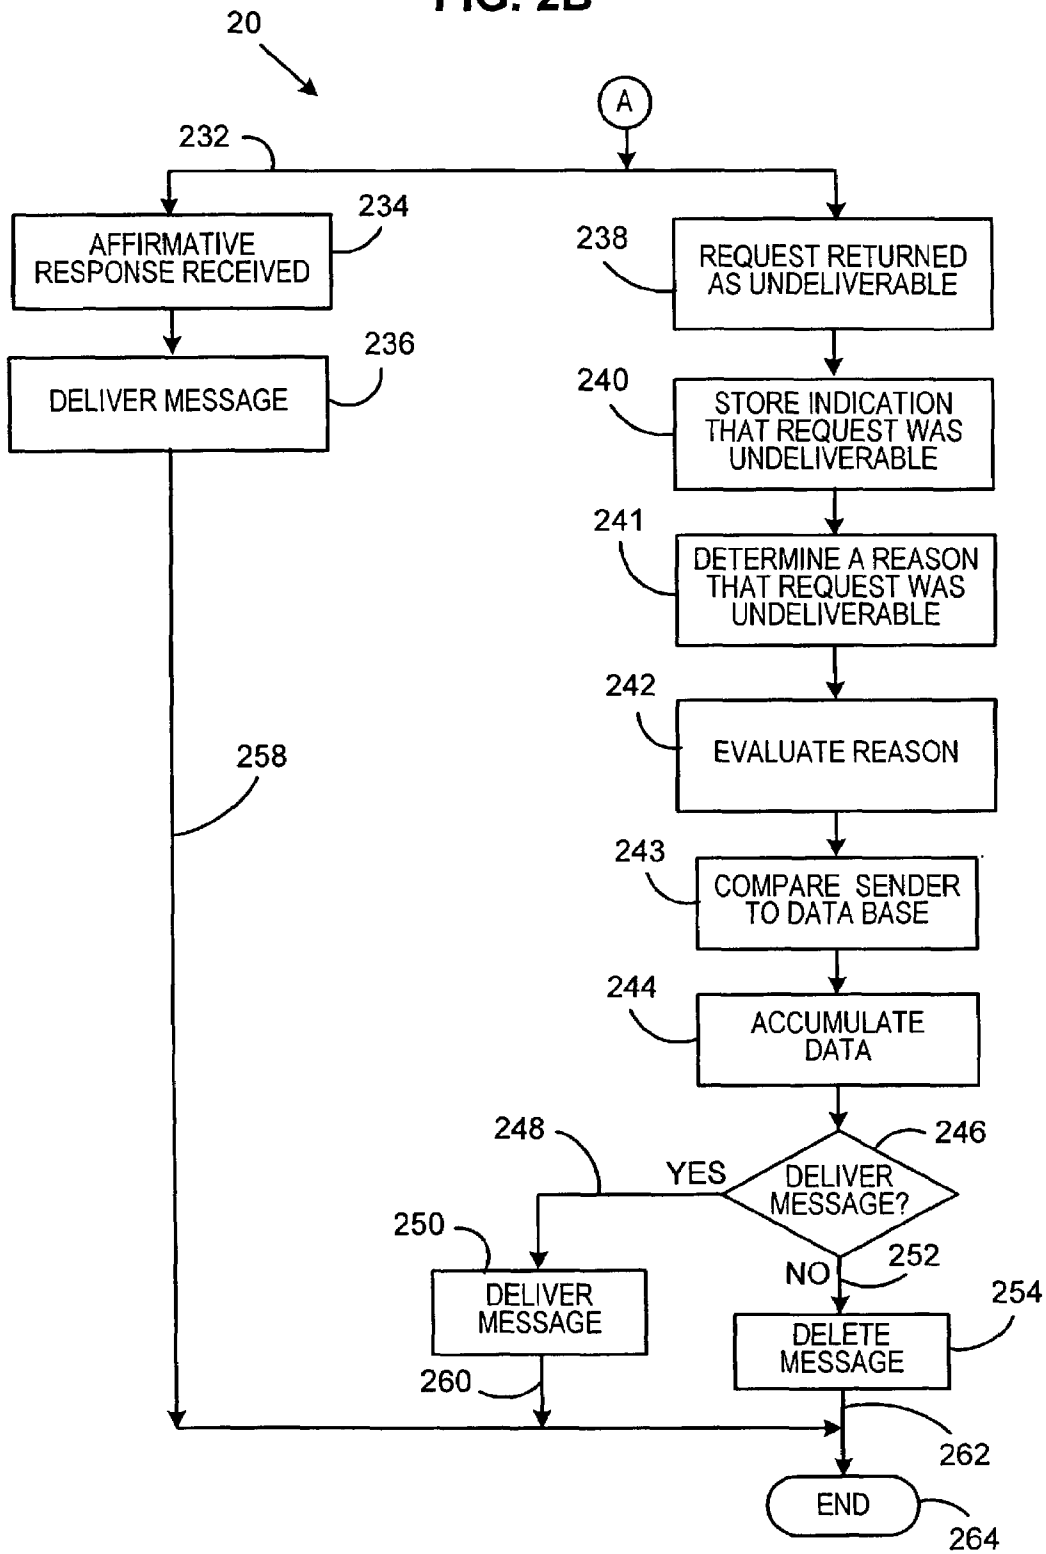 FIG. 2B
20
A
232
234
AFFIRMATIVE
RESPONSE RECEIVED
238
REQUEST RETURNED
AS UNDELIVERABLE
236
DELIVER MESSAGE
240
STORE INDICATION
THAT REQUEST WAS
UNDELIVERABLE
241
DETERMINE A REASON
THAT REQUEST WAS
UNDELIVERABLE
242
EVALUATE REASON
258
243
COMPARE SENDER
TO DATA BASE
244
ACCUMULATE
DATA
248
246
YES
DELIVER
MESSAGE?
250
NO
252
DELIVER
MESSAGE
254
DELETE
MESSAGE
260
262
END
264